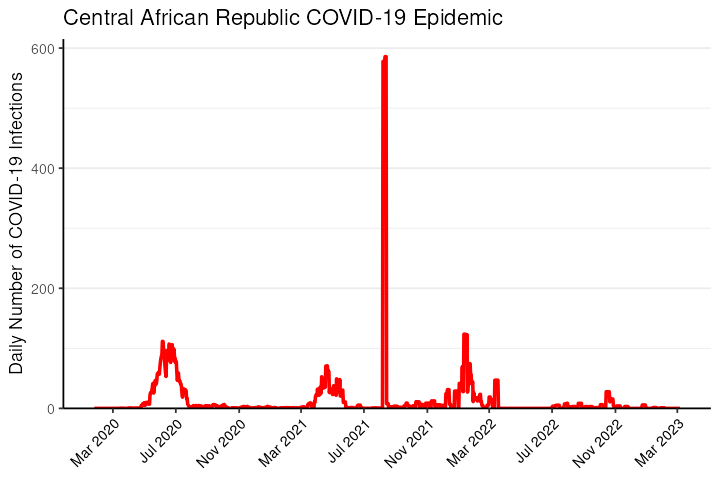 Central African Republic COVID-19 Epidemic
Daily Number of COVID-19 Infections
600
400
200
0
Mar 2020
Jul 2020
Nov 2020
Mar 2021
Jul 2021
Nov 2021
Mar 2022
Jul 2022
Nov 2022
Mar 2023